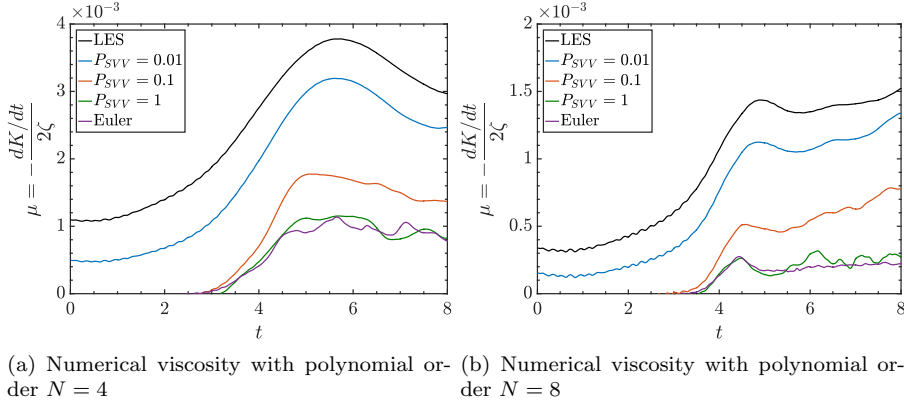 ×10⁻³
4
3
2
1
0
μ = − dK/dt / 2ζ
LES
P_SVV = 0.01
P_SVV = 0.1
P_SVV = 1
Euler
0 2 4 6 8
t
×10⁻³
2
1.5
1
0.5
0
μ = − dK/dt / 2ζ
LES
P_SVV = 0.01
P_SVV = 0.1
P_SVV = 1
Euler
0 2 4 6 8
t
(a) Numerical viscosity with polynomial or-
der N = 4
(b) Numerical viscosity with polynomial or-
der N = 8